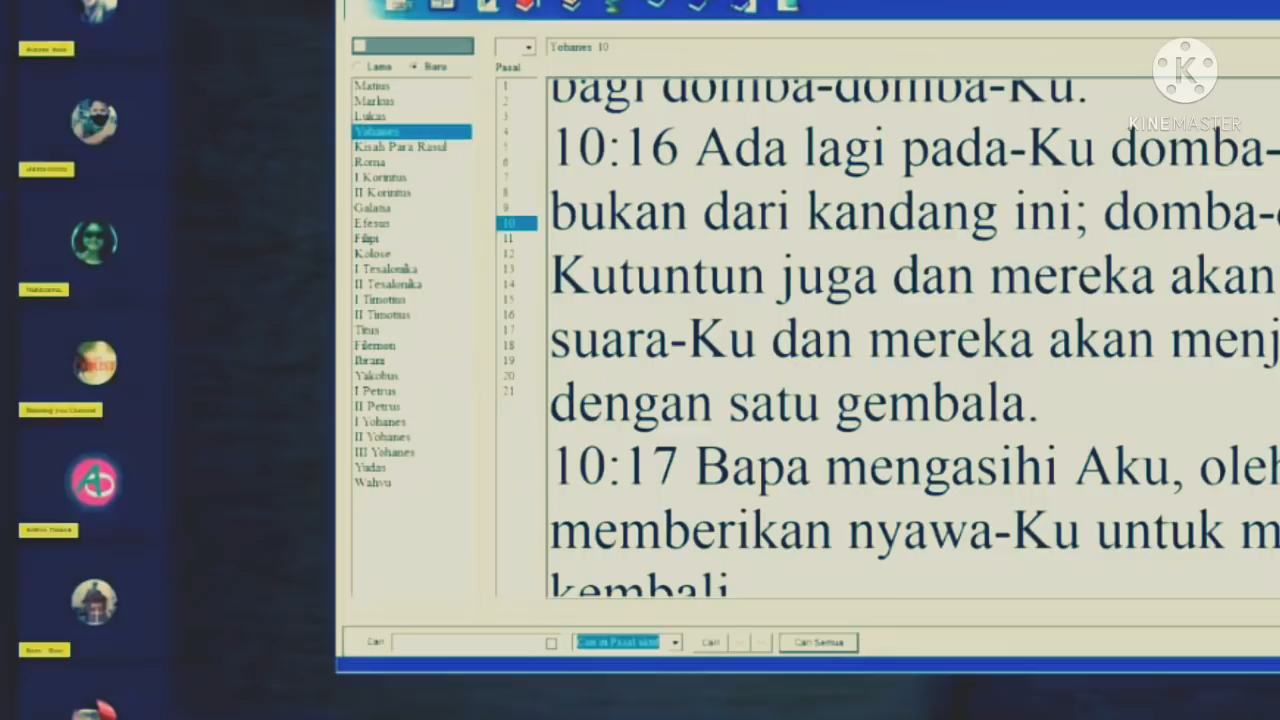 Yohanes 10
Lama Baru
Pasal
Matius
Markus
Lukas
Yohanes
Kisah Para Rasul
Roma
I Korintus
II Korintus
Galatia
Efesus
Filipi
Kolose
I Tesalonika
II Tesalonika
I Timotius
II Timotius
Titus
Filemon
Ibrani
Yakobus
I Petrus
II Petrus
I Yohanes
II Yohanes
III Yohanes
Yudas
Wahyu
1
2
3
4
5
6
7
8
9
10
11
12
13
14
15
16
17
18
19
20
21
bagi domba-domba-Ku.
10:16 Ada lagi pada-Ku domba-
bukan dari kandang ini; domba-
Kutuntun juga dan mereka akan
suara-Ku dan mereka akan menj
dengan satu gembala.
10:17 Bapa mengasihi Aku, oleh
memberikan nyawa-Ku untuk m
kembali.
Cari
Cari
Cari Semua
K
KINEMASTER